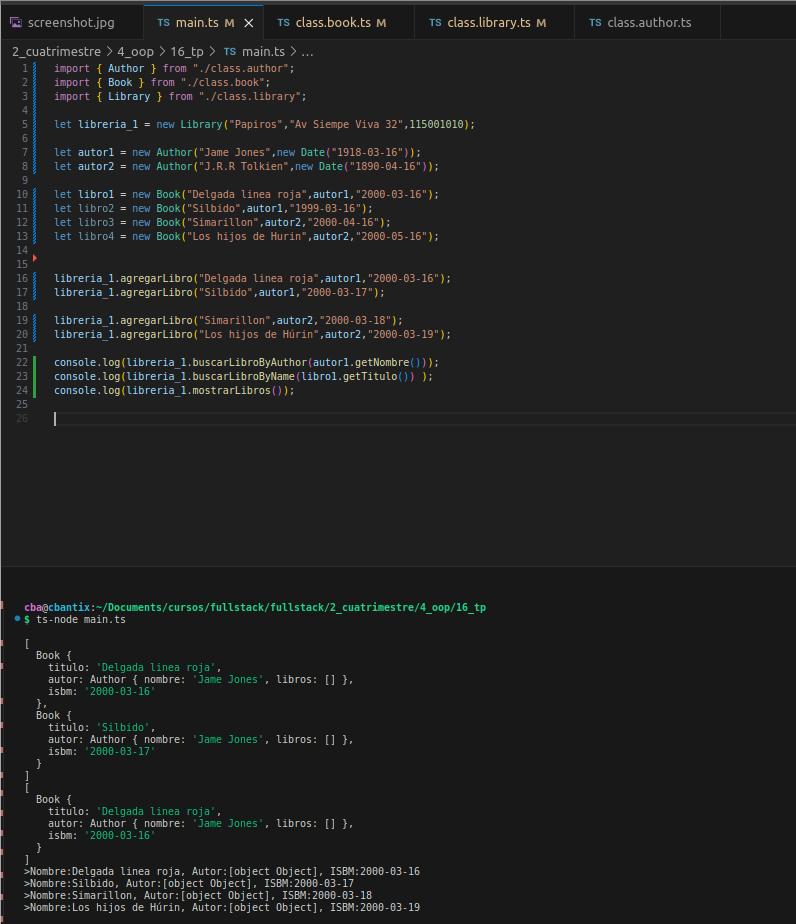 screenshot.jpg TS main.ts M TS class.book.ts M TS class.library.ts M TS class.author.ts
2_cuatrimestre > 4_oop > 16_tp > TS main.ts > ...
1 import { Author } from "./class.author";
2 import { Book } from "./class.book";
3 import { Library } from "./class.library";
4
5 let libreria_1 = new Library("Papiros","Av Siempe Viva 32",115001010);
6
7 let autor1 = new Author("Jame Jones",new Date("1918-03-16"));
8 let autor2 = new Author("J.R.R Tolkien",new Date("1890-04-16"));
9
10 let libro1 = new Book("Delgada linea roja",autor1,"2000-03-16");
11 let libro2 = new Book("Silbido",autor1,"1999-03-16");
12 let libro3 = new Book("Simarillon",autor2,"2000-04-16");
13 let libro4 = new Book("Los hijos de Hurin",autor2,"2000-05-16");
14
15
16 libreria_1.agregarLibro("Delgada linea roja",autor1,"2000-03-16");
17 libreria_1.agregarLibro("Silbido",autor1,"2000-03-17");
18
19 libreria_1.agregarLibro("Simarillon",autor2,"2000-03-18");
20 libreria_1.agregarLibro("Los hijos de Húrin",autor2,"2000-03-19");
21
22 console.log(libreria_1.buscarLibroByAuthor(autor1.getNombre()));
23 console.log(libreria_1.buscarLibroByName(libro1.getTitulo()) );
24 console.log(libreria_1.mostrarLibros());
25
26
cba@cbantix:~/Documents/cursos/fullstack/fullstack/2_cuatrimestre/4_oop/16_tp
$ ts-node main.ts
[
Book {
titulo: 'Delgada linea roja',
autor: Author { nombre: 'Jame Jones', libros: [] },
isbm: '2000-03-16'
},
Book {
titulo: 'Silbido',
autor: Author { nombre: 'Jame Jones', libros: [] },
isbm: '2000-03-17'
}
]
[
Book {
titulo: 'Delgada linea roja',
autor: Author { nombre: 'Jame Jones', libros: [] },
isbm: '2000-03-16'
}
]
>Nombre:Delgada linea roja, Autor:[object Object], ISBM:2000-03-16
>Nombre:Silbido, Autor:[object Object], ISBM:2000-03-17
>Nombre:Simarillon, Autor:[object Object], ISBM:2000-03-18
>Nombre:Los hijos de Húrin, Autor:[object Object], ISBM:2000-03-19